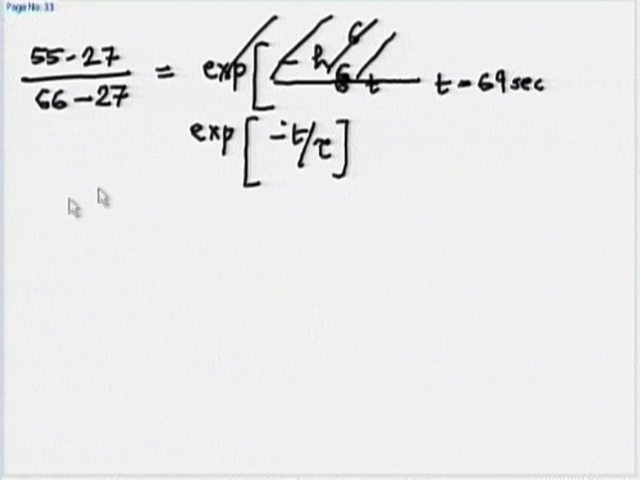 Page No: 33
55-27 / 66-27 = exp [ t = 69 sec
exp [ -t/τ ]